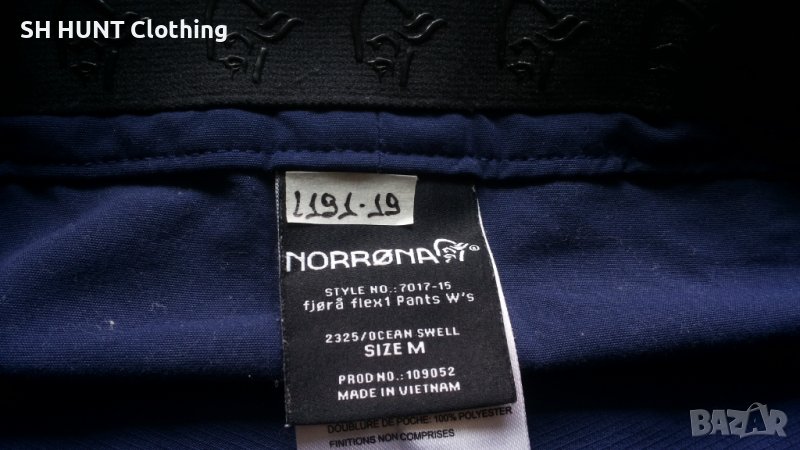 SH HUNT Clothing
1191-19
NORRØNA®
STYLE NO.:7017-15
fjørå flex1 Pants W's
2325/OCEAN SWELL
SIZE M
PROD NO.:109052
MADE IN VIETNAM
DOUBLURE DE POCHE: 100% POLYESTER
FINITIONS NON COMPRISES
BAZAR